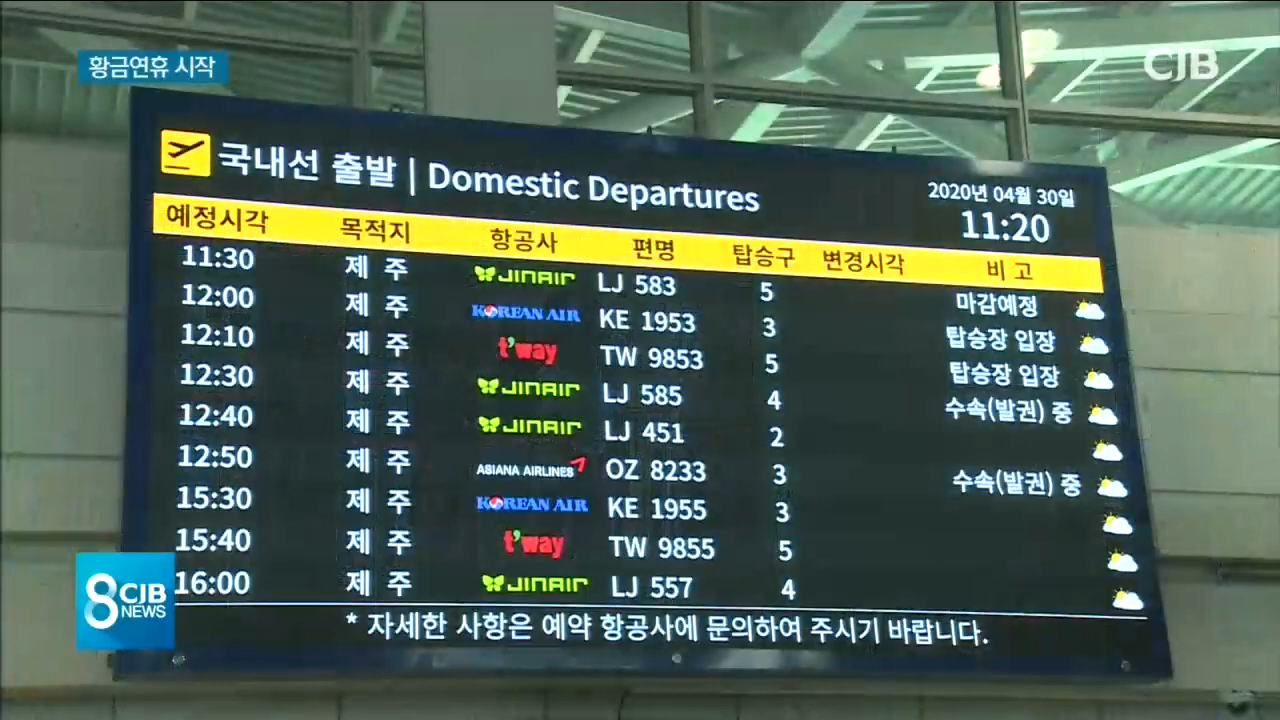 황금연휴 시작
CJB
국내선 출발 | Domestic Departures
2020년 04월 30일
11:20
예정시각 목적지 항공사 편명 탑승구 변경시각 비 고
11:30 제 주 JINAIR LJ 583 5 마감예정
12:00 제 주 KOREAN AIR KE 1953 3 탑승장 입장
12:10 제 주 t'way TW 9853 5 탑승장 입장
12:30 제 주 JINAIR LJ 585 4 수속(발권) 중
12:40 제 주 JINAIR LJ 451 2
12:50 제 주 ASIANA AIRLINES OZ 8233 3 수속(발권) 중
15:30 제 주 KOREAN AIR KE 1955 3
15:40 제 주 t'way TW 9855 5
16:00 제 주 JINAIR LJ 557 4
* 자세한 사항은 예약 항공사에 문의하여 주시기 바랍니다.
8 CJB
NEWS